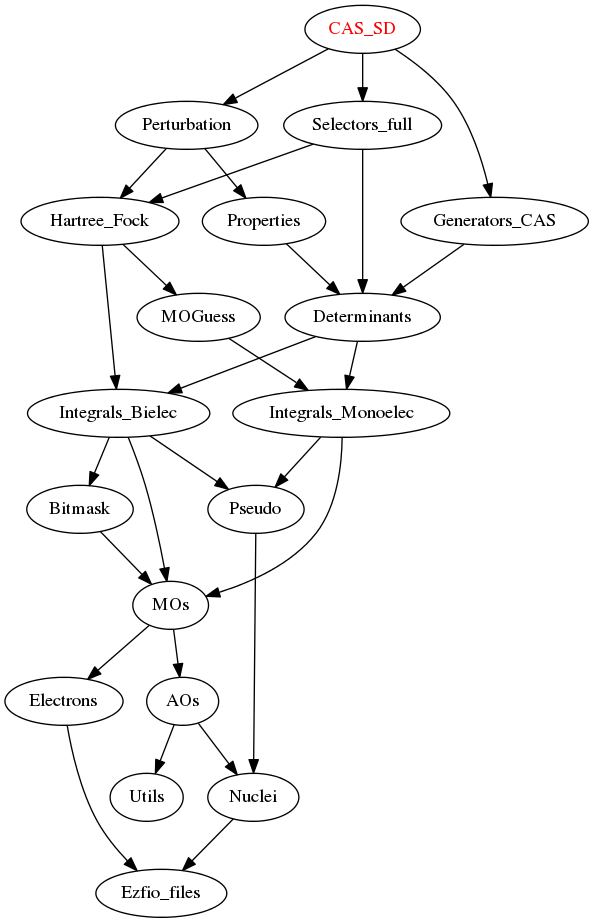 CAS_SD
Perturbation
Selectors_full
Hartree_Fock
Properties
Generators_CAS
MOGuess
Determinants
Integrals_Bielec
Integrals_Monoelec
Bitmask
Pseudo
MOs
Electrons
AOs
Utils
Nuclei
Ezfio_files